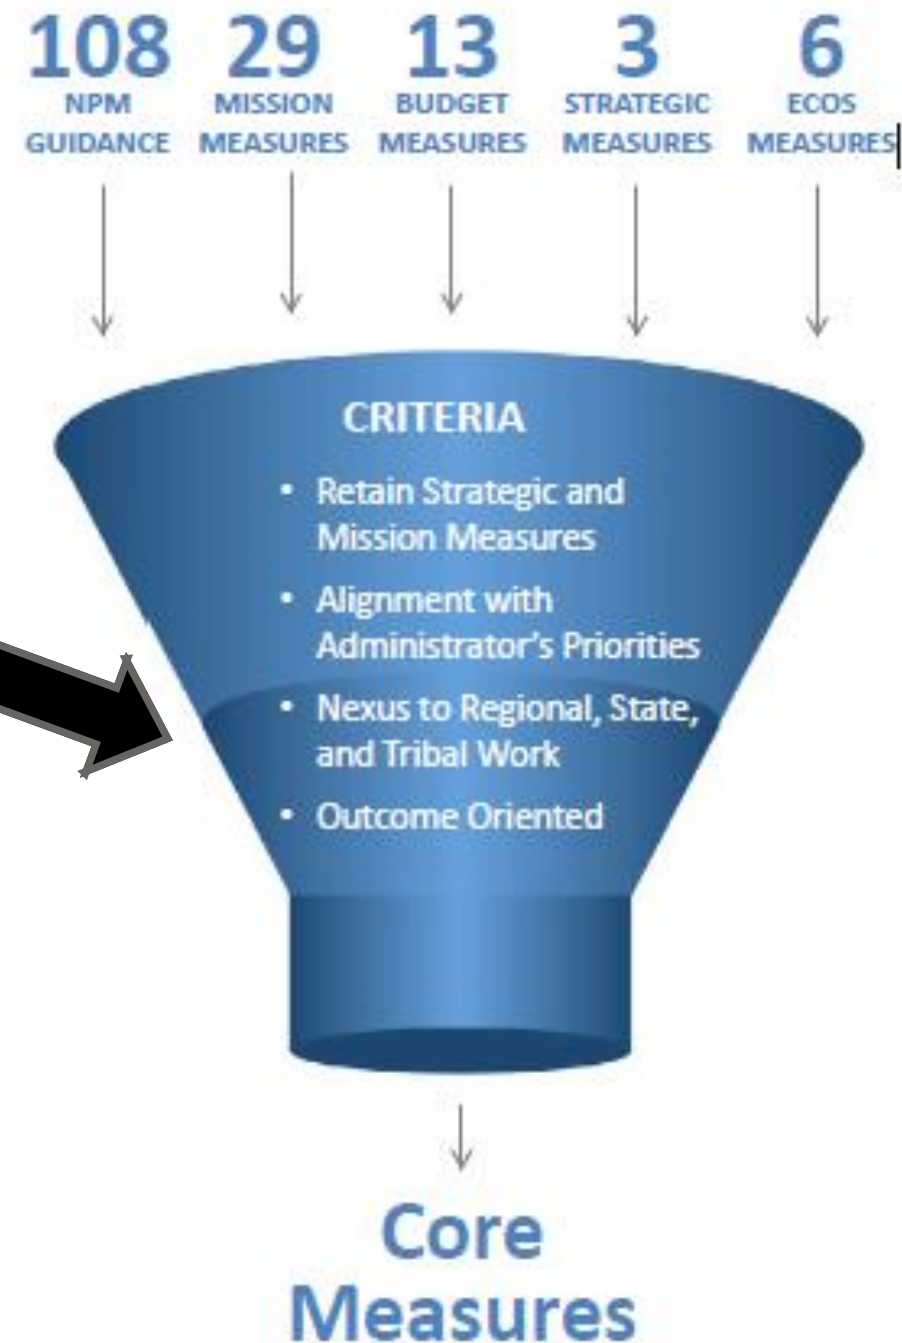 108 29 13 3 6
NPM MISSION BUDGET STRATEGIC ECOS
GUIDANCE MEASURES MEASURES MEASURES MEASURES
CRITERIA
• Retain Strategic and
Mission Measures
• Alignment with
Administrator's Priorities
• Nexus to Regional, State,
and Tribal Work
• Outcome Oriented
Core
Measures